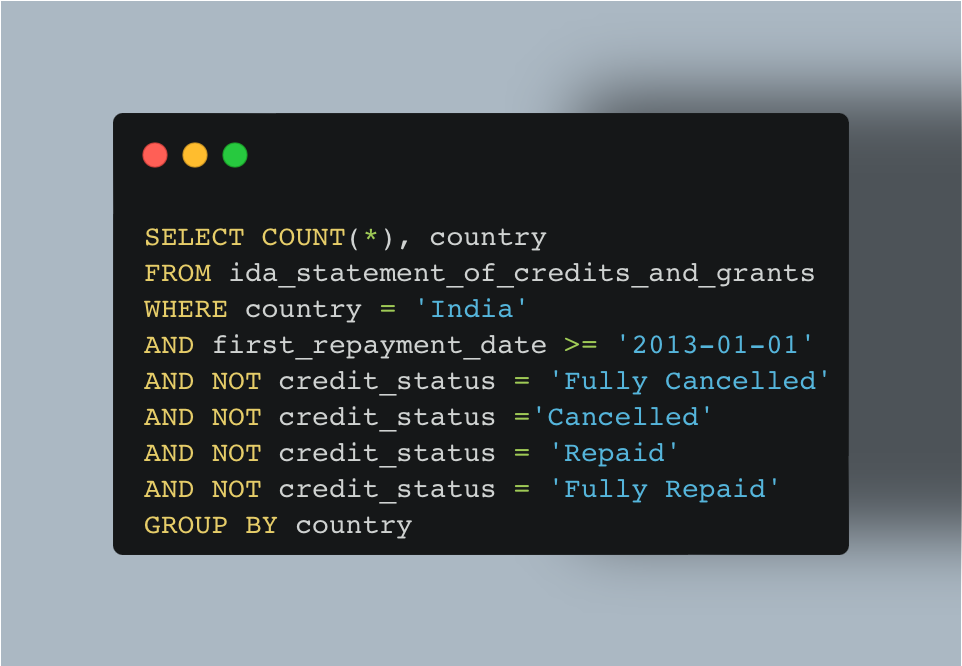 SELECT COUNT(*), country
FROM ida_statement_of_credits_and_grants
WHERE country = 'India'
AND first_repayment_date >= '2013-01-01'
AND NOT credit_status = 'Fully Cancelled'
AND NOT credit_status ='Cancelled'
AND NOT credit_status = 'Repaid'
AND NOT credit_status = 'Fully Repaid'
GROUP BY country